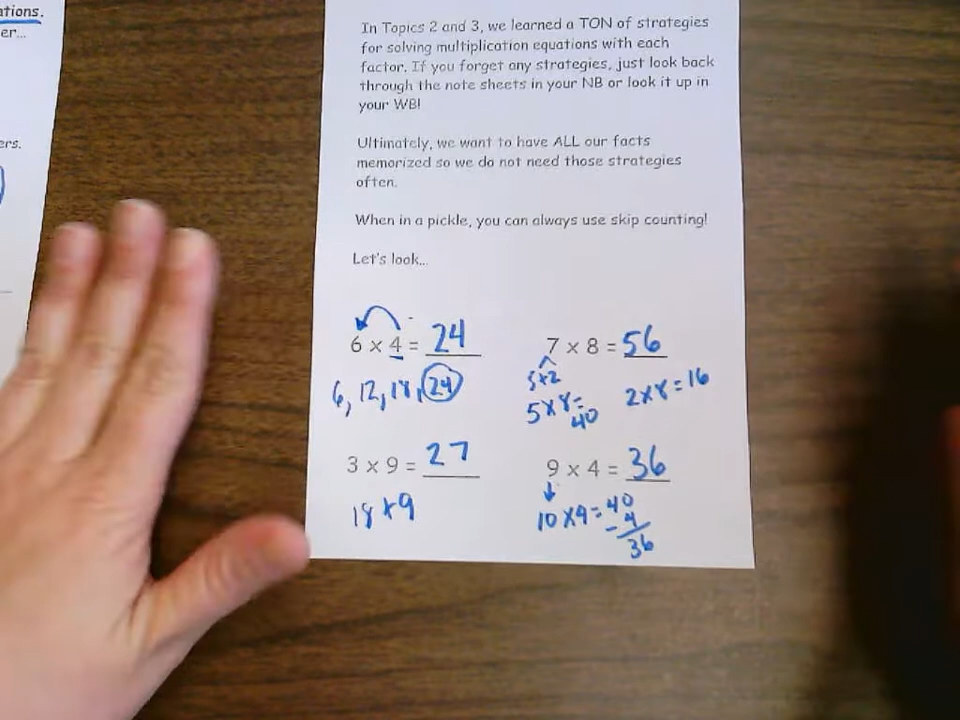 ations.
er...
ers.
In Topics 2 and 3, we learned a TON of strategies
for solving multiplication equations with each
factor. If you forget any strategies, just look back
through the note sheets in your NB or look it up in
your WB!
Ultimately, we want to have ALL our facts
memorized so we do not need those strategies
often.
When in a pickle, you can always use skip counting!
Let's look...
6 x 4 = 24
6, 12, 18, 24
7 x 8 = 56
5+2
5x8=
40
2x8=16
3 x 9 = 27
18+9
9 x 4 = 36
10x4=40
-4
36